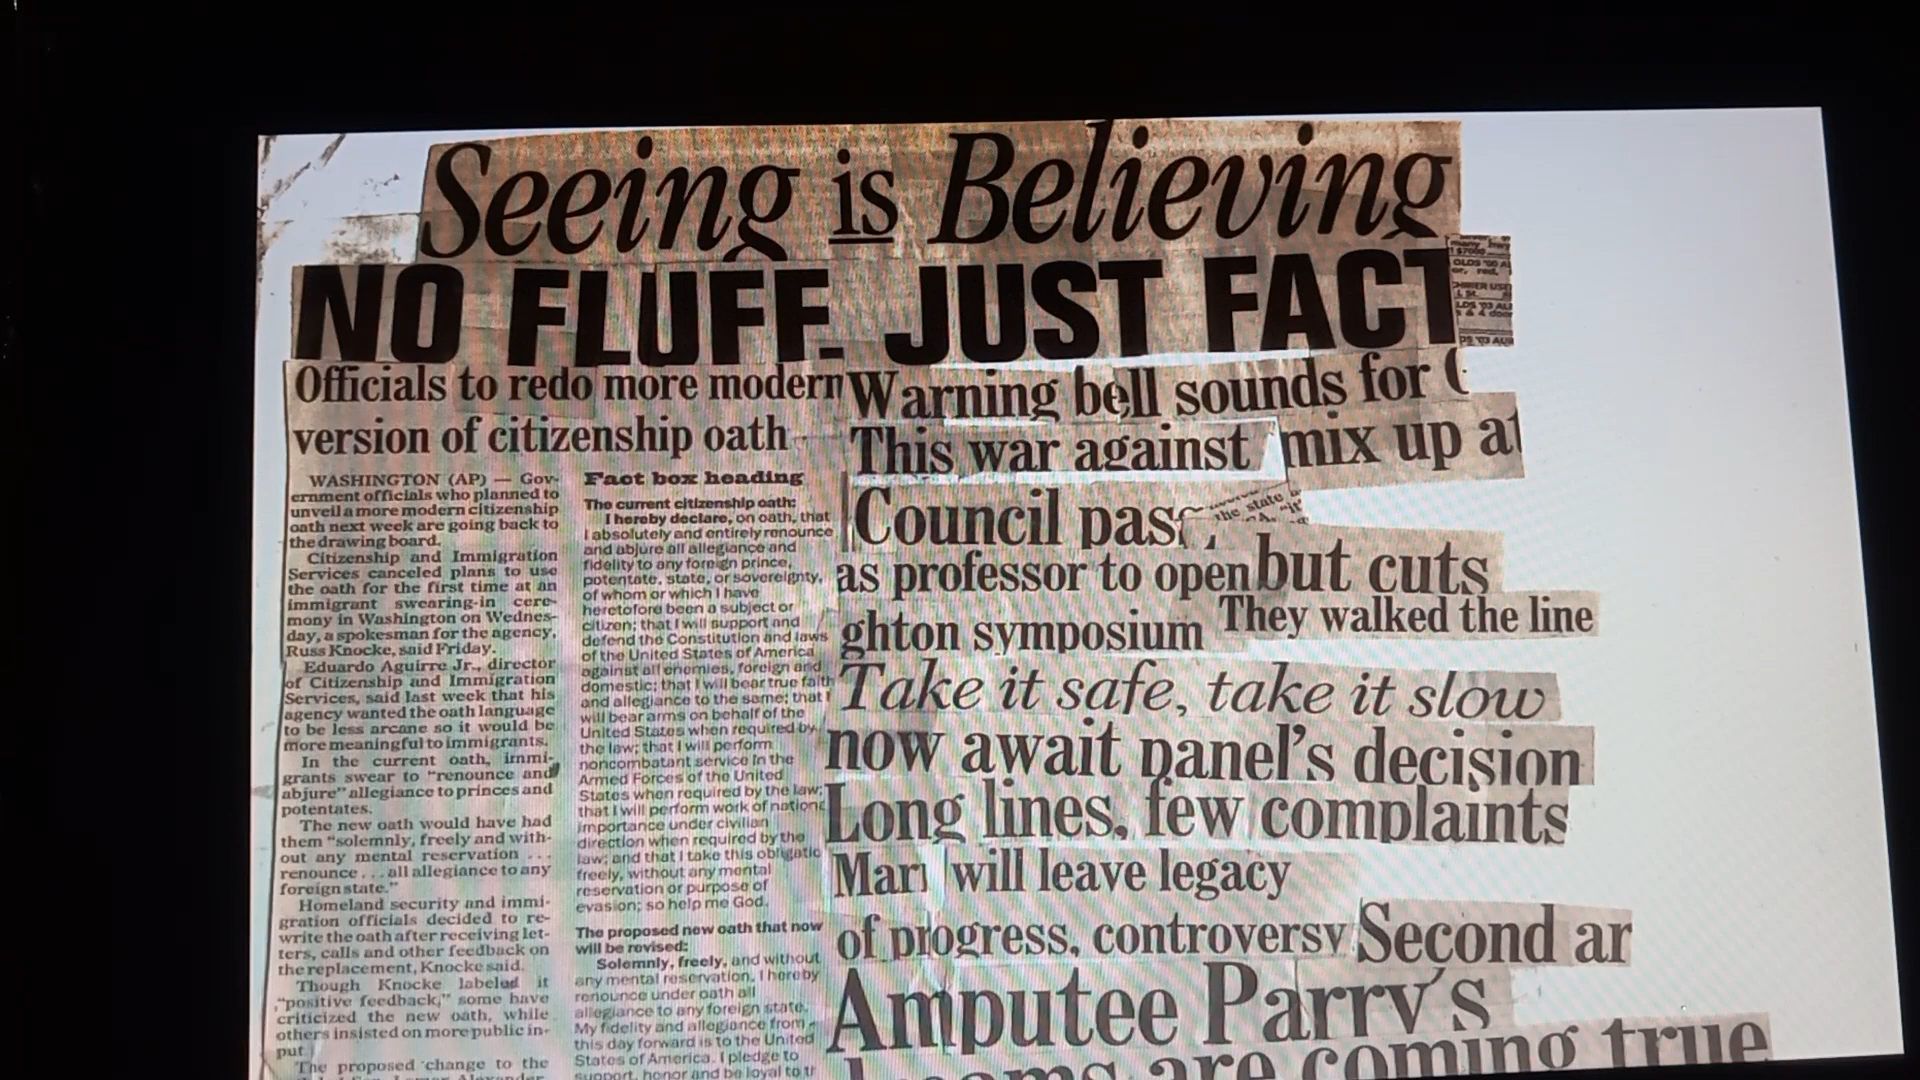 Seeing is Believing
NO FLUFF. JUST FACT
Officials to redo more modern
version of citizenship oath
WASHINGTON (AP) — Gov-
ernment officials who planned to
unveil a more modern citizenship
oath next week are going back to
the drawing board.
Citizenship and Immigration
Services canceled plans to use
the oath for the first time at an
immigrant swearing-in cere-
mony in Washington on Wednes-
day, a spokesman for the agency,
Russ Knocke, said Friday.
Eduardo Aguirre Jr., director
of Citizenship and Immigration
Services, said last week that his
agency wanted the oath language
to be less arcane so it would be
more meaningful to immigrants.
In the current oath, immi-
grants swear to "renounce and
abjure" allegiance to princes and
potentates.
The new oath would have had
them "solemnly, freely and with-
out any mental reservation ...
renounce ... all allegiance to any
foreign state."
Homeland security and immi-
gration officials decided to re-
write the oath after receiving let-
ters, calls and other feedback on
the replacement, Knocke said.
Though Knocke labeled it
"positive feedback," some have
criticized the new oath, while
others insisted on more public in-
put.
The proposed change to the
Fact box heading
The current citizenship oath:
I hereby declare, on oath, that
I absolutely and entirely renounce
and abjure all allegiance and
fidelity to any foreign prince,
potentate, state, or sovereignty,
of whom or which I have
heretofore been a subject or
citizen; that I will support and
defend the Constitution and laws
of the United States of America
against all enemies, foreign and
domestic; that I will bear true faith
and allegiance to the same; that I
will bear arms on behalf of the
United States when required by
the law; that I will perform
noncombatant service in the
Armed Forces of the United
States when required by the law;
that I will perform work of nationa
importance under civilian
direction when required by the
law; and that I take this obligatio
freely, without any mental
reservation or purpose of
evasion; so help me God.
The proposed new oath that now
will be revised:
Solemnly, freely, and without
any mental reservation, I hereby
renounce under oath all
allegiance to any foreign state.
My fidelity and allegiance from
this day forward is to the United
States of America. I pledge to
support, honor and be loyal to t
Warning bell sounds for
This war against mix up at
Council pas
the state
as professor to open but cuts
ghton symposium They walked the line
Take it safe, take it slow
now await panel's decision
Long lines, few complaints
Mari will leave legacy
of progress, controversy Second ar
Amputee Parry's
are coming true